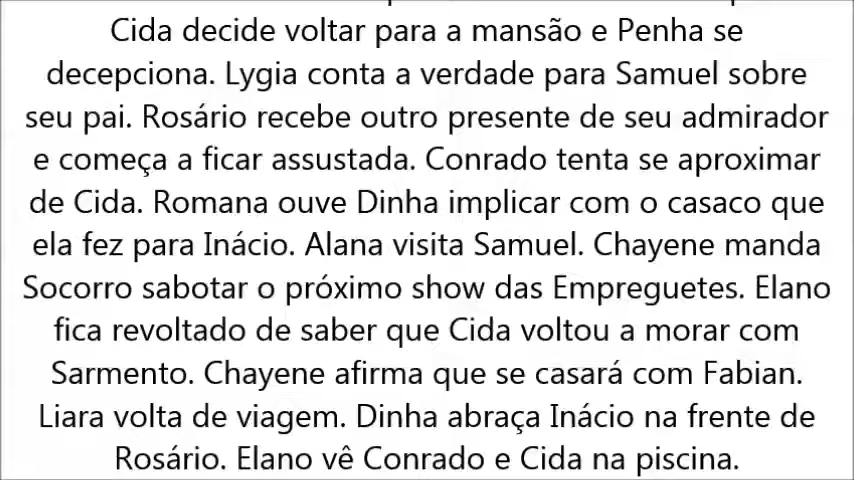 Cida decide voltar para a mansão e Penha se
decepciona. Lygia conta a verdade para Samuel sobre
seu pai. Rosário recebe outro presente de seu admirador
e começa a ficar assustada. Conrado tenta se aproximar
de Cida. Romana ouve Dinha implicar com o casaco que
ela fez para Inácio. Alana visita Samuel. Chayene manda
Socorro sabotar o próximo show das Empreguetes. Elano
fica revoltado de saber que Cida voltou a morar com
Sarmento. Chayene afirma que se casará com Fabian.
Liara volta de viagem. Dinha abraça Inácio na frente de
Rosário. Elano vê Conrado e Cida na piscina.